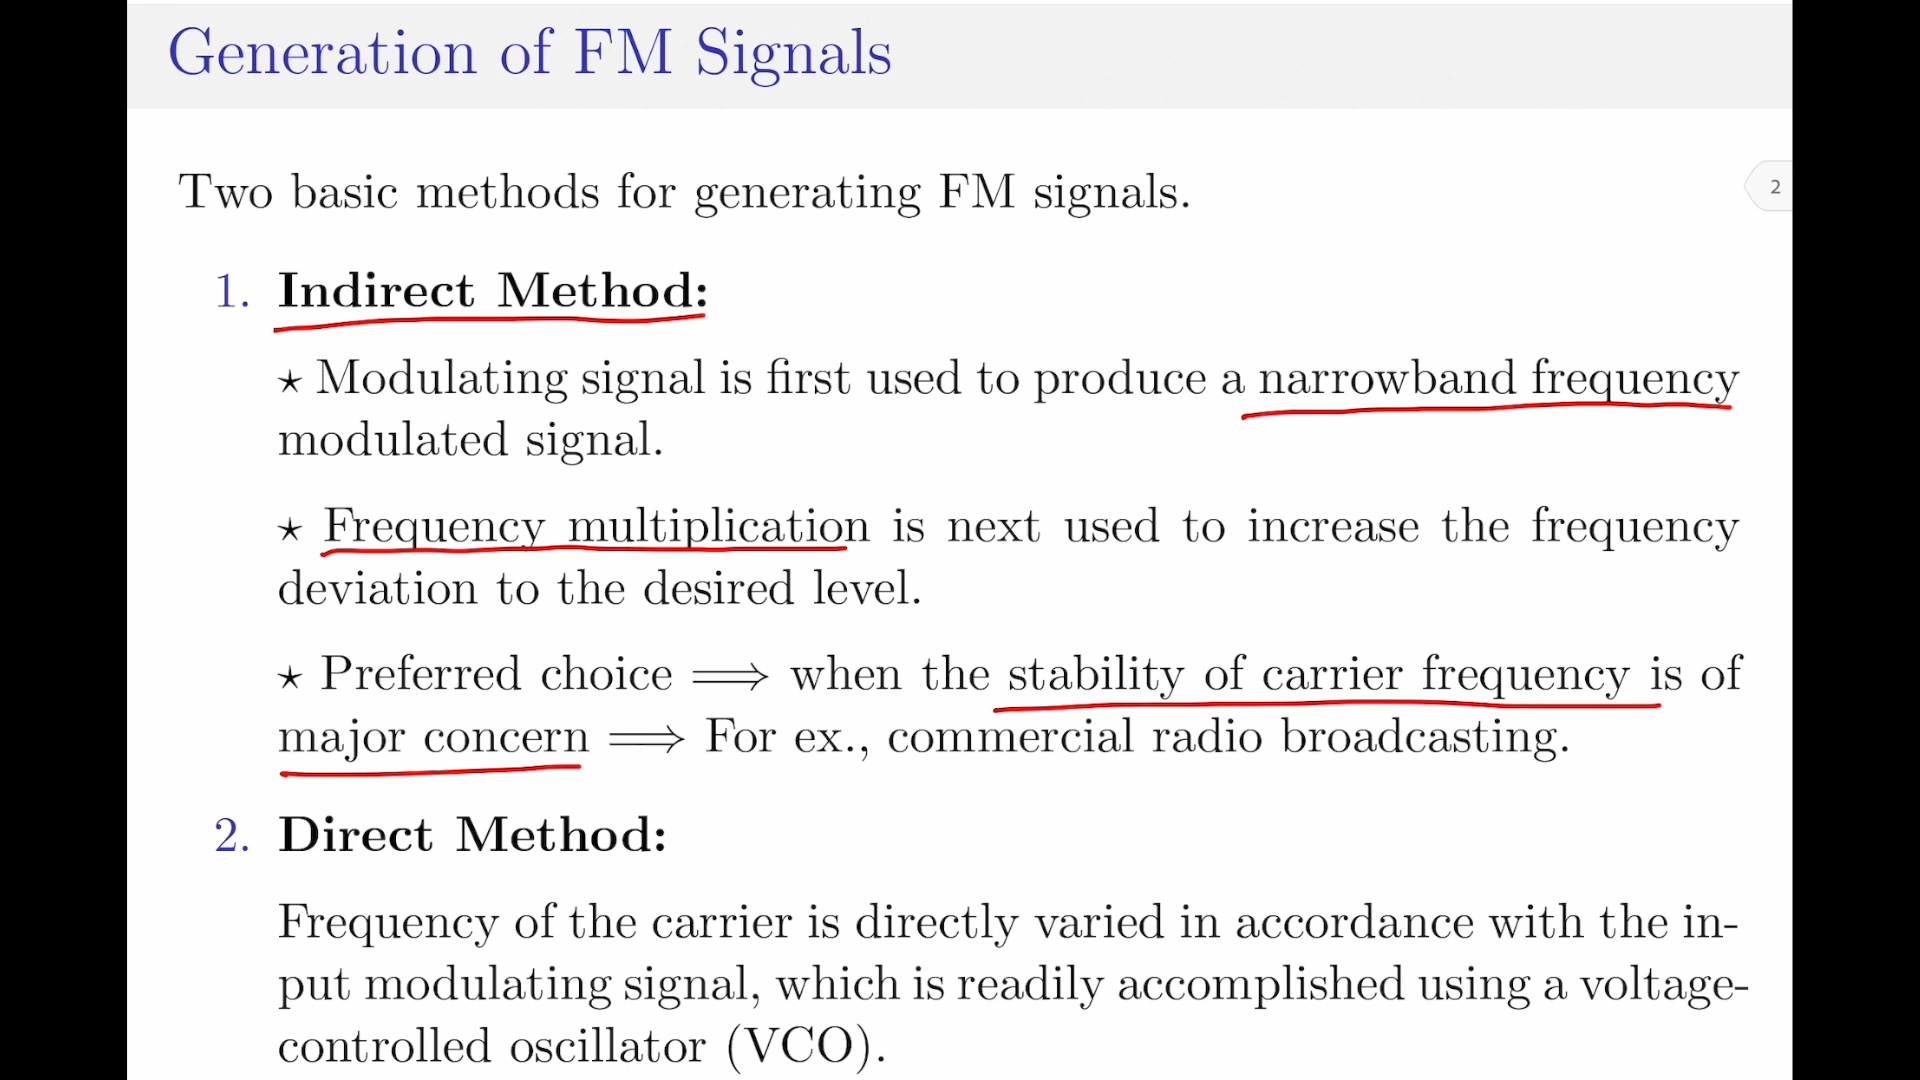 Generation of FM Signals
Two basic methods for generating FM signals.
2
1. Indirect Method:
⋆ Modulating signal is first used to produce a narrowband frequency
modulated signal.
⋆ Frequency multiplication is next used to increase the frequency
deviation to the desired level.
⋆ Preferred choice ⟹ when the stability of carrier frequency is of
major concern ⟹ For ex., commercial radio broadcasting.
2. Direct Method:
Frequency of the carrier is directly varied in accordance with the in-
put modulating signal, which is readily accomplished using a voltage-
controlled oscillator (VCO).